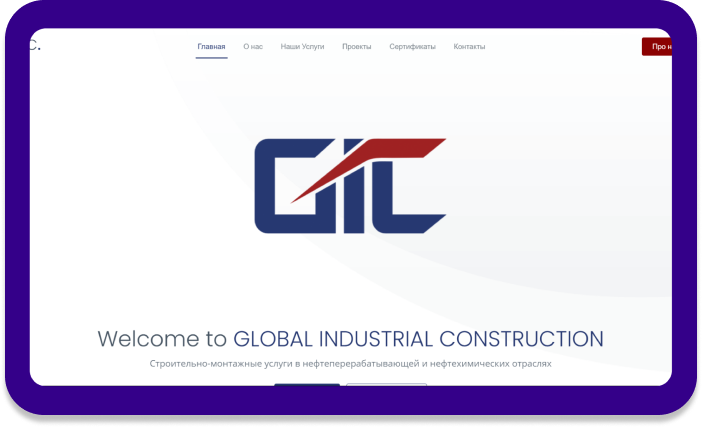 C.
Главная О нас Наши Услуги Проекты Сертификаты Контакты
Про н
GIC
Welcome to GLOBAL INDUSTRIAL CONSTRUCTION
Строительно-монтажные услуги в нефтеперерабатывающей и нефтехимических отраслях